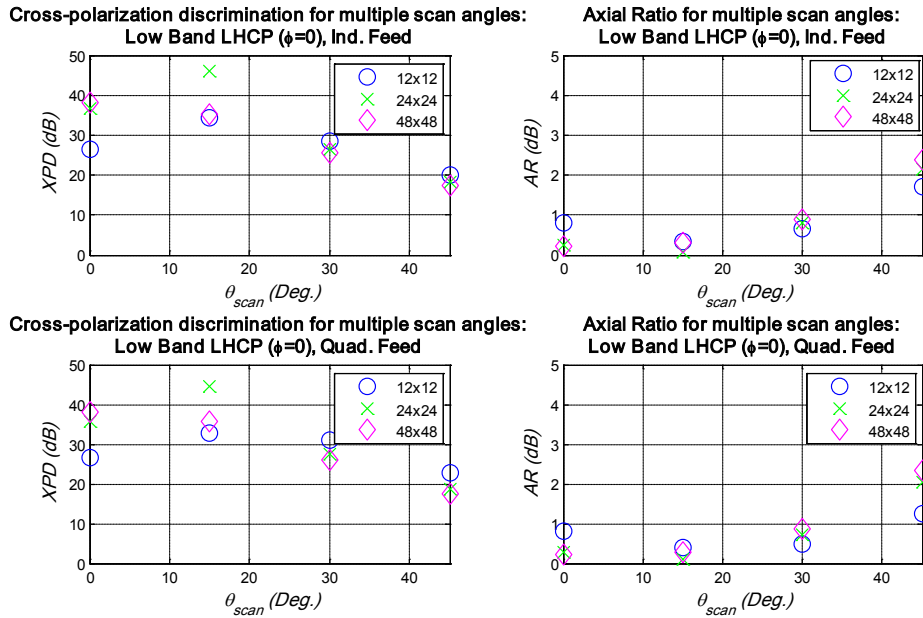 Cross-polarization discrimination for multiple scan angles:
Low Band LHCP (ϕ=0), Ind. Feed
50
40
30
20
10
0
XPD (dB)
12x12
24x24
48x48
0 10 20 30 40
θscan (Deg.)
Axial Ratio for multiple scan angles:
Low Band LHCP (ϕ=0), Ind. Feed
5
4
3
2
1
0
AR (dB)
12x12
24x24
48x48
0 10 20 30 40
θscan (Deg.)
Cross-polarization discrimination for multiple scan angles:
Low Band LHCP (ϕ=0), Quad. Feed
50
40
30
20
10
0
XPD (dB)
12x12
24x24
48x48
0 10 20 30 40
θscan (Deg.)
Axial Ratio for multiple scan angles:
Low Band LHCP (ϕ=0), Quad. Feed
5
4
3
2
1
0
AR (dB)
12x12
24x24
48x48
0 10 20 30 40
θscan (Deg.)